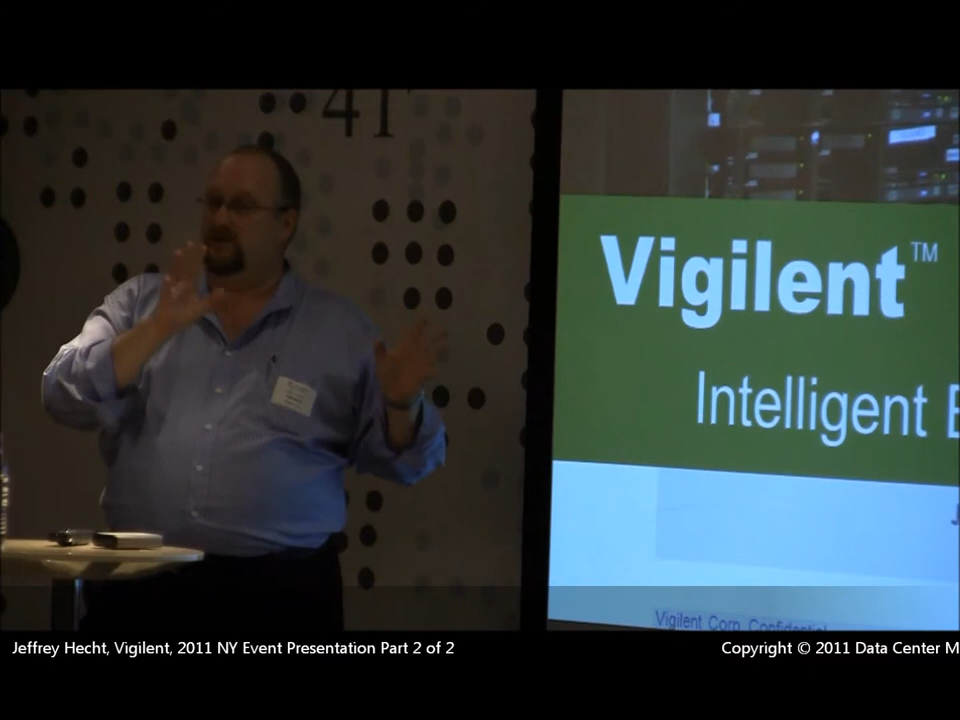 41
Vigilent™
Intelligent
Vigilent Corp Confidential
Jeffrey Hecht, Vigilent, 2011 NY Event Presentation Part 2 of 2
Copyright © 2011 Data Center M